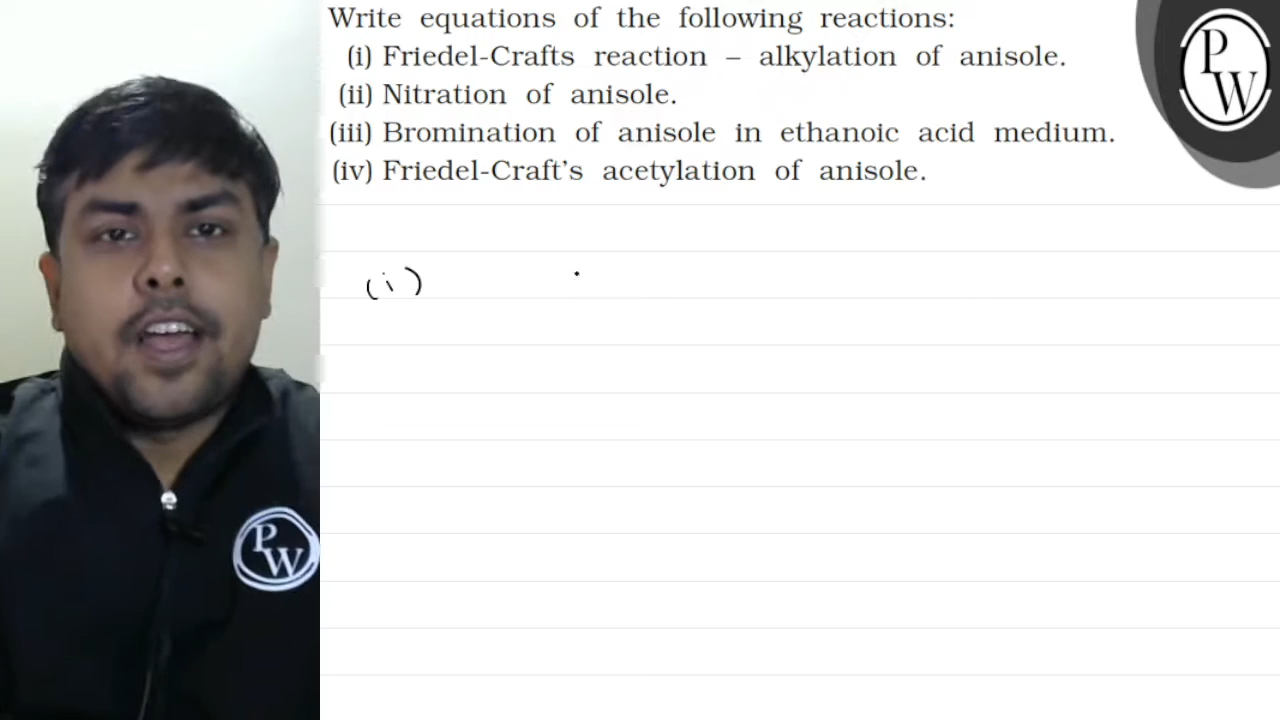 Write equations of the following reactions:
(i) Friedel-Crafts reaction – alkylation of anisole.
(ii) Nitration of anisole.
(iii) Bromination of anisole in ethanoic acid medium.
(iv) Friedel-Craft's acetylation of anisole.
(i)
P
W
P
W